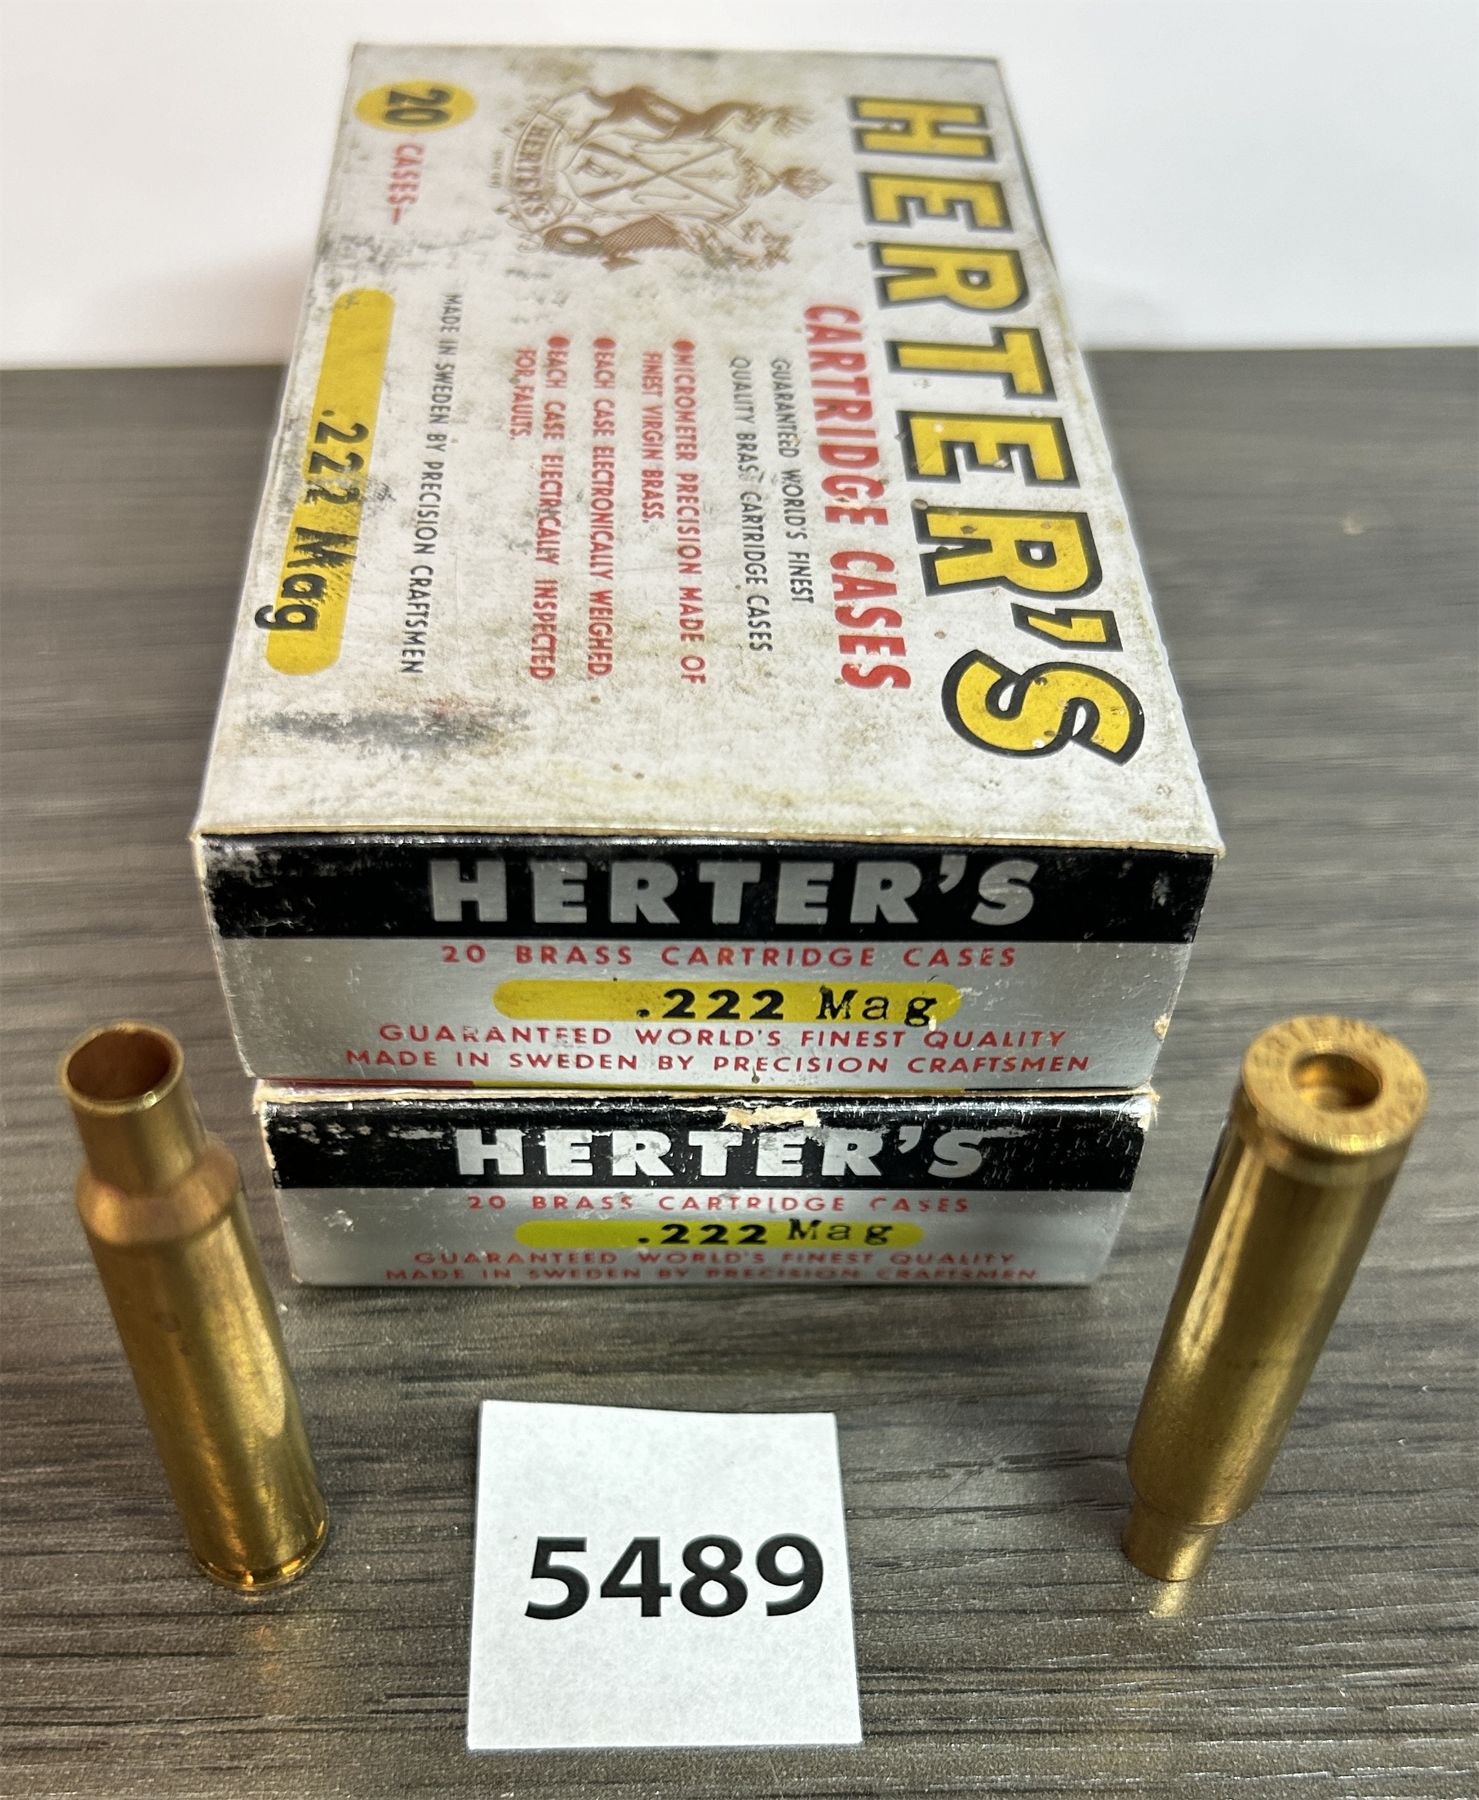 HERTER'S
CARTRIDGE CASES
GUARANTEED WORLD'S FINEST
QUALITY BRASS CARTRIDGE CASES
●MICROMETER PRECISION MADE OF
FINEST VIRGIN BRASS.
●EACH CASE ELECTRONICALLY WEIGHED.
●EACH CASE ELECTRICALLY INSPECTED
FOR FAULTS.
HERTER'S
MADE IN SWEDEN BY PRECISION CRAFTSMEN
20 CASES—
.222 Mag
HERTER'S
20 BRASS CARTRIDGE CASES
.222 Mag
GUARANTEED WORLD'S FINEST QUALITY
MADE IN SWEDEN BY PRECISION CRAFTSMEN
HERTER'S
20 BRASS CARTRIDGE CASES
.222 Mag
GUARANTEED WORLD'S FINEST QUALITY
MADE IN SWEDEN BY PRECISION CRAFTSMEN
HERTER'S
5489